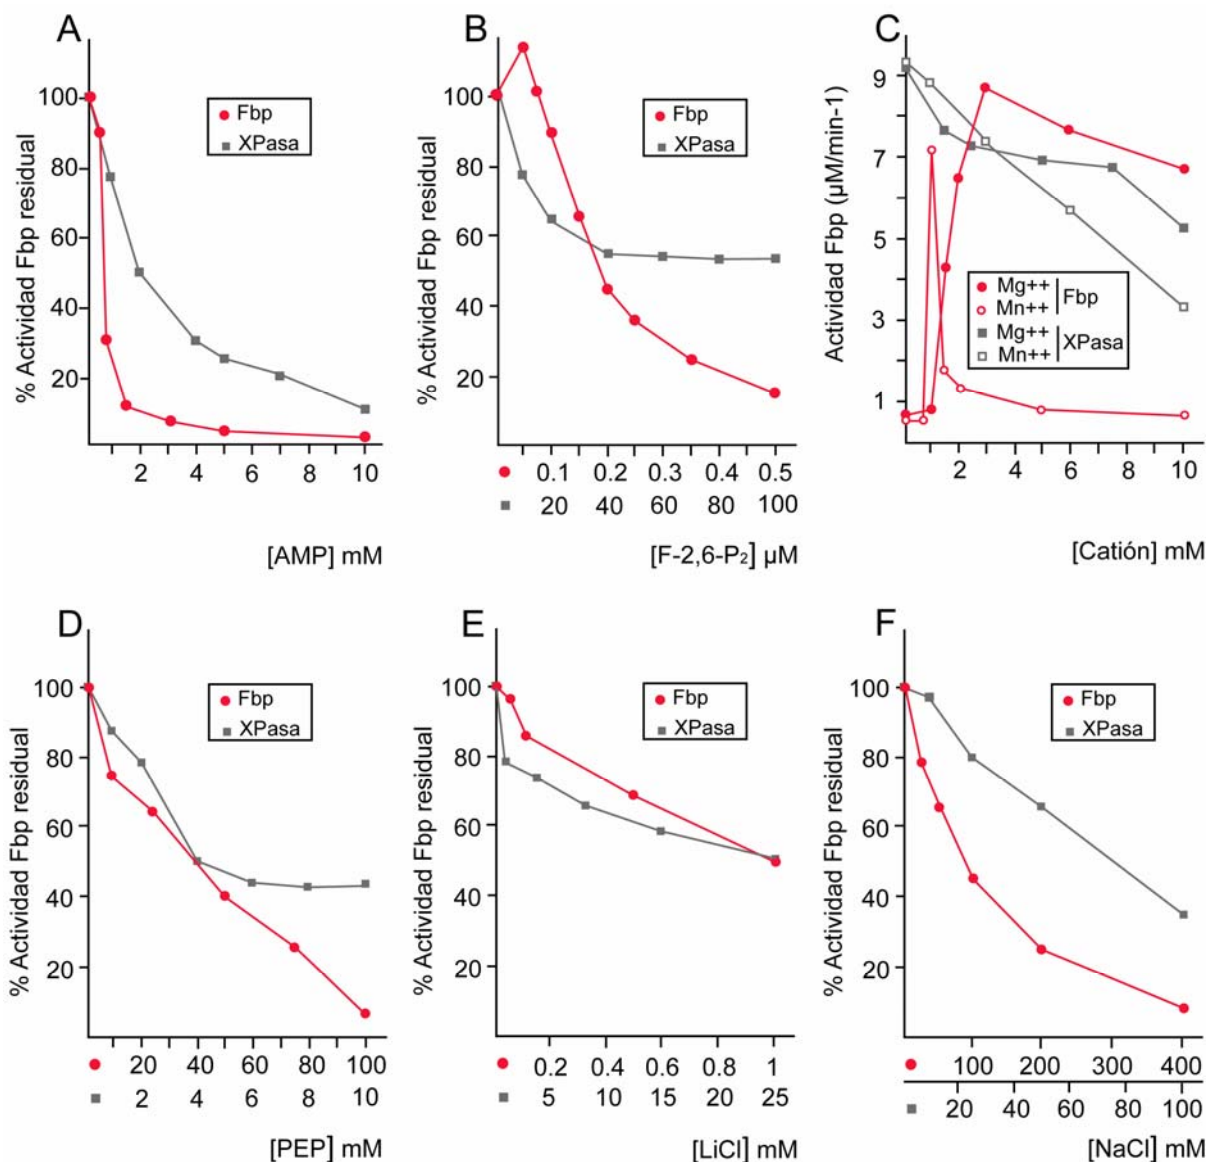 A
% Actividad Fbp residual
100
80
60
40
20
Fbp
XPasa
2 4 6 8 10
[AMP] mM
B
% Actividad Fbp residual
100
80
60
40
20
Fbp
XPasa
0.1 0.2 0.3 0.4 0.5
20 40 60 80 100
[F-2,6-P₂] µM
C
Actividad Fbp (µM/min-1)
9
7
5
3
1
Mg++
Mn++
Fbp
Mg++
Mn++
XPasa
2 4 6 8 10
[Catión] mM
D
% Actividad Fbp residual
100
80
60
40
20
Fbp
XPasa
20 40 60 80 100
2 4 6 8 10
[PEP] mM
E
% Actividad Fbp residual
100
80
60
40
20
Fbp
XPasa
0.2 0.4 0.6 0.8 1
5 10 15 20 25
[LiCl] mM
F
% Actividad Fbp residual
100
80
60
40
20
Fbp
XPasa
100 200 300 400
20 40 60 80 100
[NaCl] mM